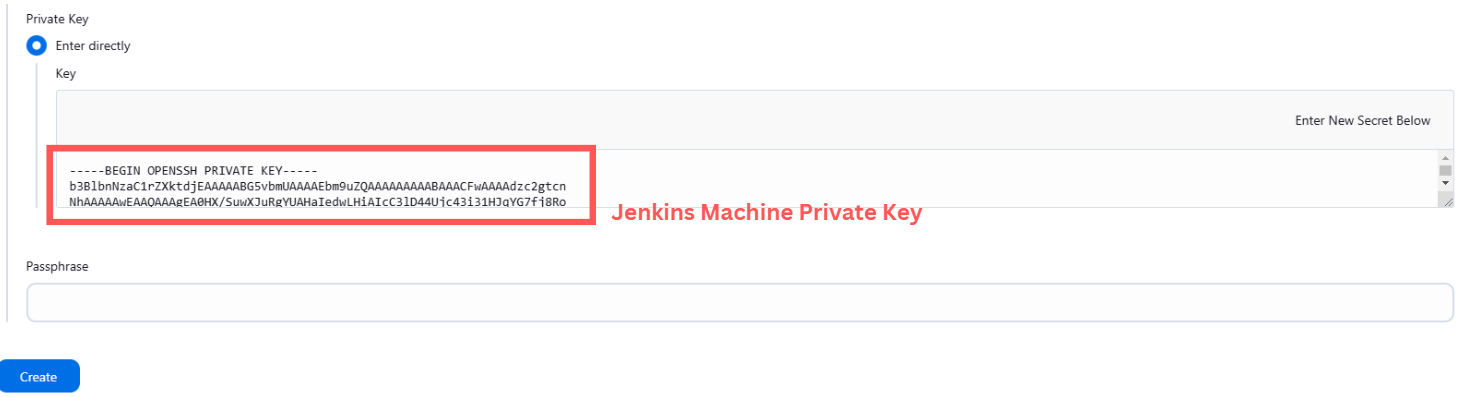 Private Key
Enter directly
Key
Enter New Secret Below
-----BEGIN OPENSSH PRIVATE KEY-----
b3BlbnNzaC1rZXktdjEAAAAABG5vbmUAAAAEbm9uZQAAAAAAAAABAAACFwAAAAdzc2gtcn
NhAAAAAwEAAQAAAgEA0HX/SuwXJuRgYUAHaIedwLHiAIcC3lD44Ujc43i31HJqYG7fj8Ro
Jenkins Machine Private Key
Passphrase
Create